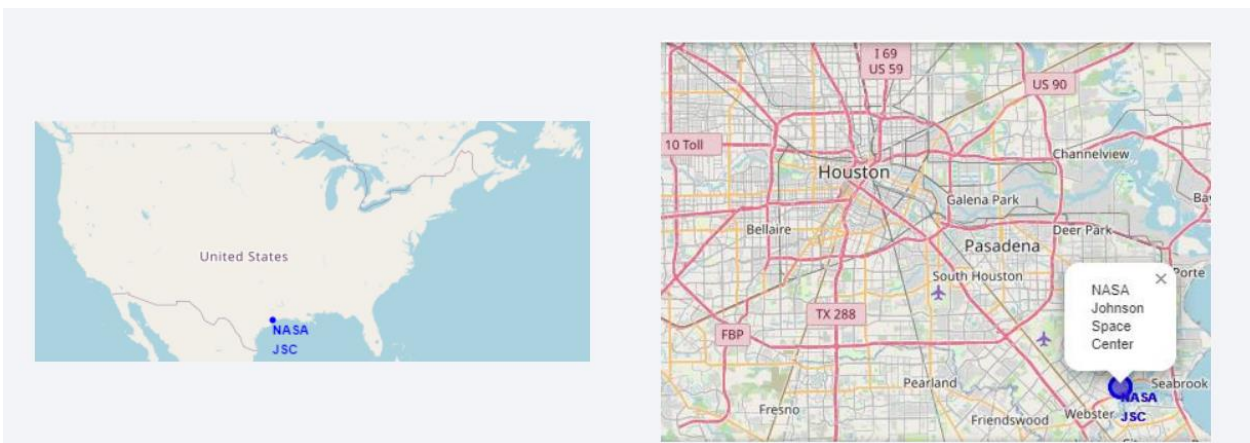 United States
NASA
JSC
I 69
US 59
US 90
10 Toll
Channelview
Houston
Galena Park
Bellaire
Deer Park
Pasadena
South Houston
Porte
NASA
Johnson
Space
Center
TX 288
FBP
Pearland
Seabrook
NASA
JSC
Fresno
Webster
Friendswood